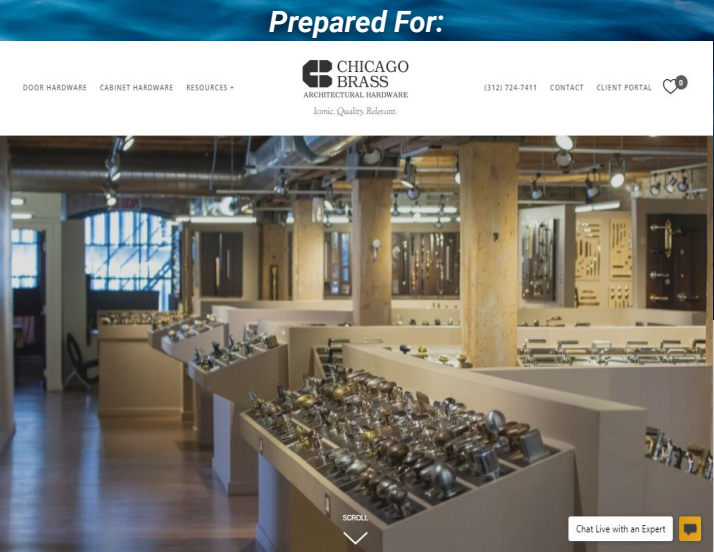 Prepared For:
DOOR HARDWARE CABINET HARDWARE RESOURCES +
CHICAGO
BRASS
ARCHITECTURAL HARDWARE
Iconic. Quality. Relevant.
(312) 724-7411 CONTACT CLIENT PORTAL 0
SCROLL
Chat Live with an Expert